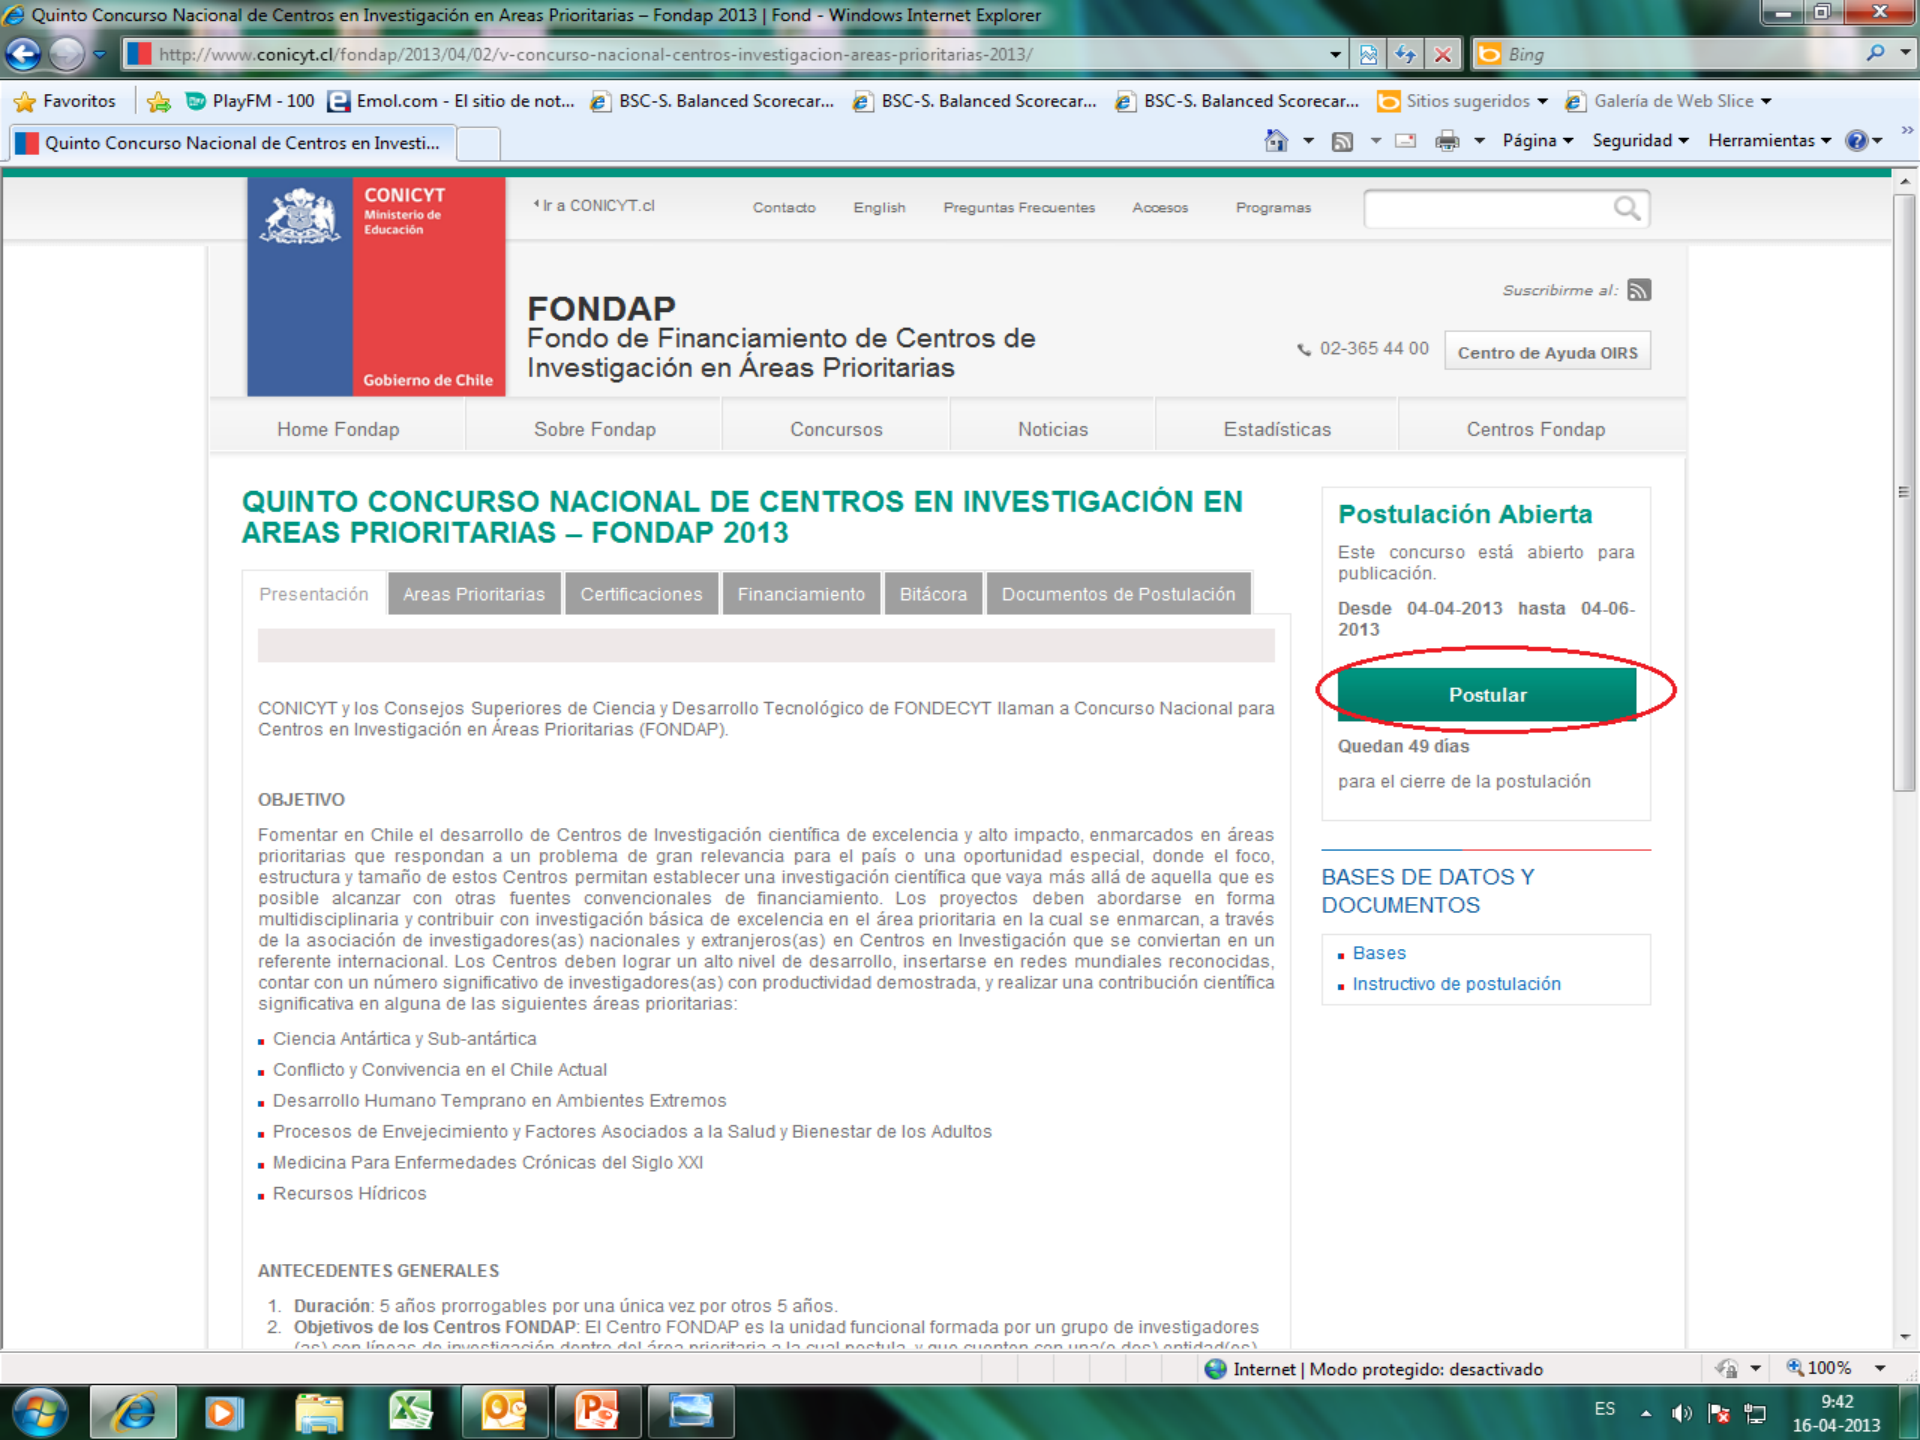 Quinto Concurso Nacional de Centros en Investigación en Areas Prioritarias – Fondap 2013 | Fond - Windows Internet Explorer
http://www.conicyt.cl/fondap/2013/04/02/v-concurso-nacional-centros-investigacion-areas-prioritarias-2013/
Bing
Favoritos PlayFM - 100 Emol.com - El sitio de not... BSC-S. Balanced Scorecar... BSC-S. Balanced Scorecar... BSC-S. Balanced Scorecar... Sitios sugeridos Galería de Web Slice
Quinto Concurso Nacional de Centros en Investi...
Página Seguridad Herramientas
CONICYT
Ministerio de
Educación
Gobierno de Chile
Ir a CONICYT.cl Contacto English Preguntas Frecuentes Accesos Programas
Suscribirme al:
FONDAP
Fondo de Financiamiento de Centros de
Investigación en Áreas Prioritarias
02-365 44 00 Centro de Ayuda OIRS
Home Fondap Sobre Fondap Concursos Noticias Estadísticas Centros Fondap
QUINTO CONCURSO NACIONAL DE CENTROS EN INVESTIGACIÓN EN
AREAS PRIORITARIAS – FONDAP 2013
Presentación Areas Prioritarias Certificaciones Financiamiento Bitácora Documentos de Postulación
CONICYT y los Consejos Superiores de Ciencia y Desarrollo Tecnológico de FONDECYT llaman a Concurso Nacional para
Centros en Investigación en Áreas Prioritarias (FONDAP).
OBJETIVO
Fomentar en Chile el desarrollo de Centros de Investigación científica de excelencia y alto impacto, enmarcados en áreas
prioritarias que respondan a un problema de gran relevancia para el país o una oportunidad especial, donde el foco,
estructura y tamaño de estos Centros permitan establecer una investigación científica que vaya más allá de aquella que es
posible alcanzar con otras fuentes convencionales de financiamiento. Los proyectos deben abordarse en forma
multidisciplinaria y contribuir con investigación básica de excelencia en el área prioritaria en la cual se enmarcan, a través
de la asociación de investigadores(as) nacionales y extranjeros(as) en Centros en Investigación que se conviertan en un
referente internacional. Los Centros deben lograr un alto nivel de desarrollo, insertarse en redes mundiales reconocidas,
contar con un número significativo de investigadores(as) con productividad demostrada, y realizar una contribución científica
significativa en alguna de las siguientes áreas prioritarias:
Ciencia Antártica y Sub-antártica
Conflicto y Convivencia en el Chile Actual
Desarrollo Humano Temprano en Ambientes Extremos
Procesos de Envejecimiento y Factores Asociados a la Salud y Bienestar de los Adultos
Medicina Para Enfermedades Crónicas del Siglo XXI
Recursos Hídricos
ANTECEDENTES GENERALES
1. Duración: 5 años prorrogables por una única vez por otros 5 años.
2. Objetivos de los Centros FONDAP: El Centro FONDAP es la unidad funcional formada por un grupo de investigadores
(as) con líneas de investigación dentro del área prioritaria a la cual postula, y que cuenten con una(o dos) entidad(es)
Postulación Abierta
Este concurso está abierto para
publicación.
Desde 04-04-2013 hasta 04-06-
2013
Postular
Quedan 49 días
para el cierre de la postulación
BASES DE DATOS Y
DOCUMENTOS
Bases
Instructivo de postulación
Internet | Modo protegido: desactivado
100%
ES
9:42
16-04-2013